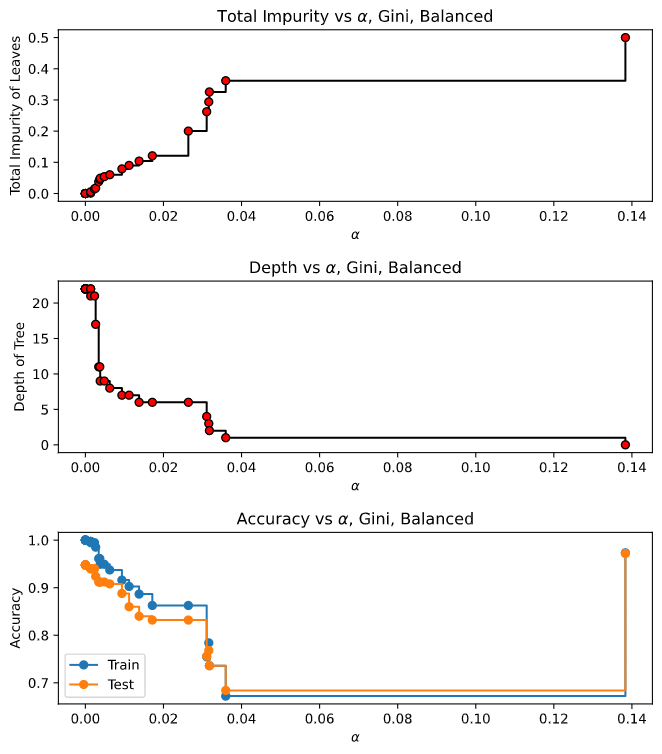 Total Impurity vs α, Gini, Balanced
Total Impurity of Leaves
0.5
0.4
0.3
0.2
0.1
0.0
0.00 0.02 0.04 0.06 0.08 0.10 0.12 0.14
α
Depth vs α, Gini, Balanced
Depth of Tree
20
15
10
5
0
0.00 0.02 0.04 0.06 0.08 0.10 0.12 0.14
α
Accuracy vs α, Gini, Balanced
Accuracy
1.0
0.9
0.8
0.7
Train
Test
0.00 0.02 0.04 0.06 0.08 0.10 0.12 0.14
α